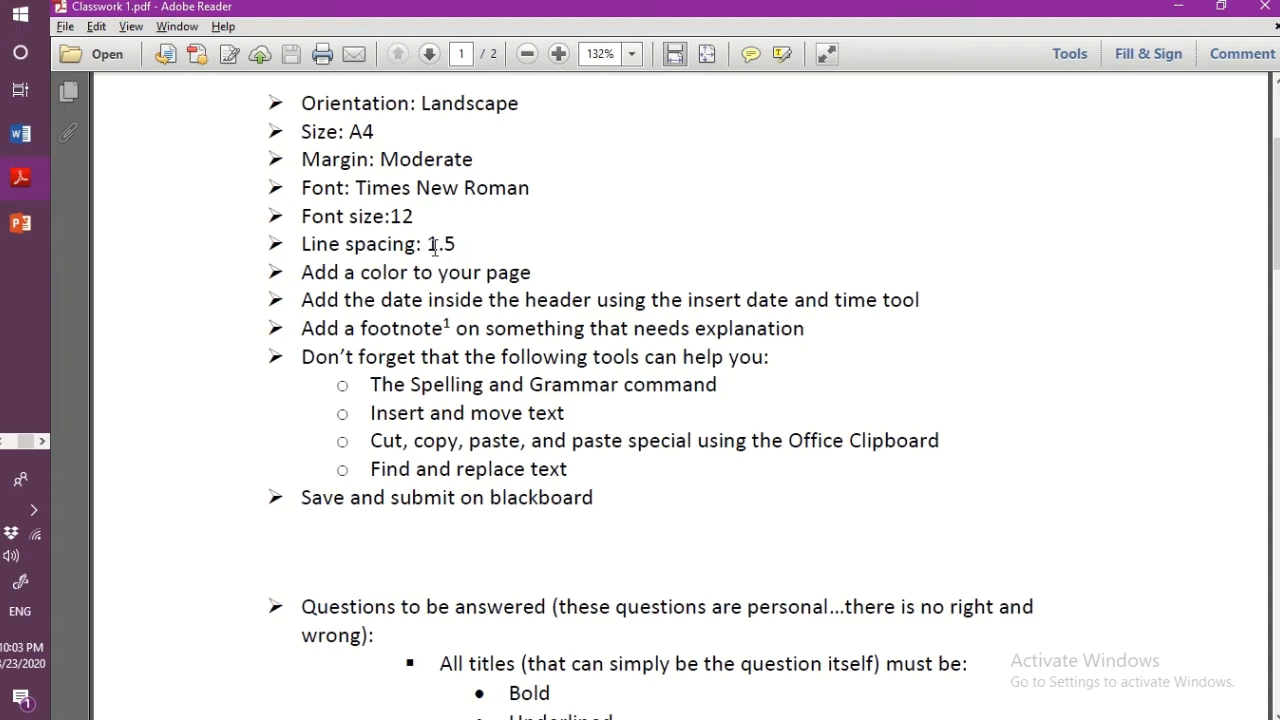 Classwork 1.pdf - Adobe Reader
File Edit View Window Help
Open 1 / 2 132% Tools Fill & Sign Comment
➢ Orientation: Landscape
➢ Size: A4
➢ Margin: Moderate
➢ Font: Times New Roman
➢ Font size:12
➢ Line spacing: 1.5
➢ Add a color to your page
➢ Add the date inside the header using the insert date and time tool
➢ Add a footnote¹ on something that needs explanation
➢ Don’t forget that the following tools can help you:
○ The Spelling and Grammar command
○ Insert and move text
○ Cut, copy, paste, and paste special using the Office Clipboard
○ Find and replace text
➢ Save and submit on blackboard
➢ Questions to be answered (these questions are personal…there is no right and
wrong):
▪ All titles (that can simply be the question itself) must be:
• Bold
• Underlined
Activate Windows
Go to Settings to activate Windows.
ENG
10:03 PM
/23/2020
1